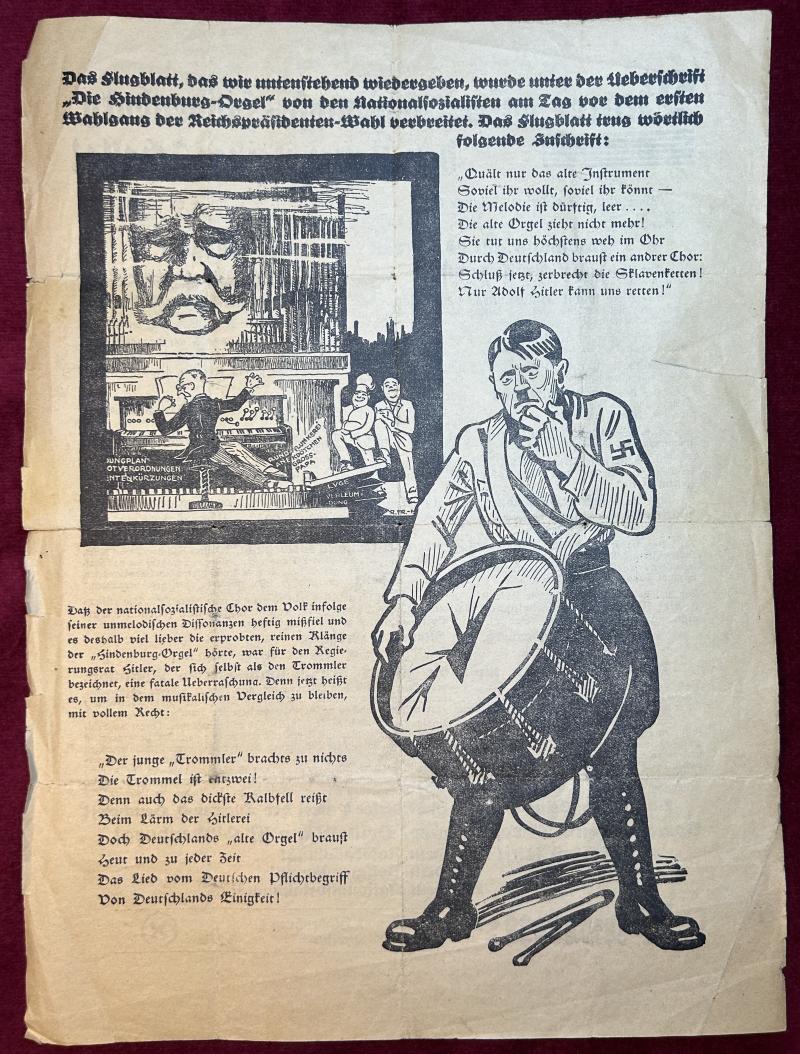 Das Flugblatt, das wir untenstehend wiedergeben, wurde unter der Ueberschrift
„Die Hindenburg-Orgel“ von den Nationalsozialisten am Tag vor dem ersten
Wahlgang der Reichspräsidenten-Wahl verbreitet. Das Flugblatt trug wörtlich
folgende Inschrift:
„Quält nur das alte Instrument
Soviel ihr wollt, soviel ihr könnt —
Die Melodie ist dürftig, leer ....
Die alte Orgel zieht nicht mehr!
Sie tut uns höchstens weh im Ohr
Durch Deutschland braust ein andrer Chor:
Schluß jetzt, zerbrecht die Sklavenketten!
Nur Adolf Hitler kann uns retten!“
UNGPLAN
OTVERORDNUNGEN
NTENKÜRZUNGEN
LÜGE
VERLEUM-
DUNG
Daß der nationalsozialistische Chor dem Volk infolge
seiner unmelodischen Dissonanzen heftig mißfiel und
es deshalb viel lieber die erprobten, reinen Klänge
der „Hindenburg-Orgel“ hörte, war für den Regie-
rungsrat Hitler, der sich selbst als den Trommler
bezeichnet, eine fatale Ueberraschung. Denn jetzt heißt
es, um in dem musikalischen Vergleich zu bleiben,
mit vollem Recht:
„Der junge „Trommler“ brachts zu nichts
Die Trommel ist entzwei!
Denn auch das dickste Kalbfell reißt
Beim Lärm der Hitlerei
Doch Deutschlands „alte Orgel“ braust
Heut und zu jeder Zeit
Das Lied vom Deutschen Pflichtbegriff
Von Deutschlands Einigkeit!